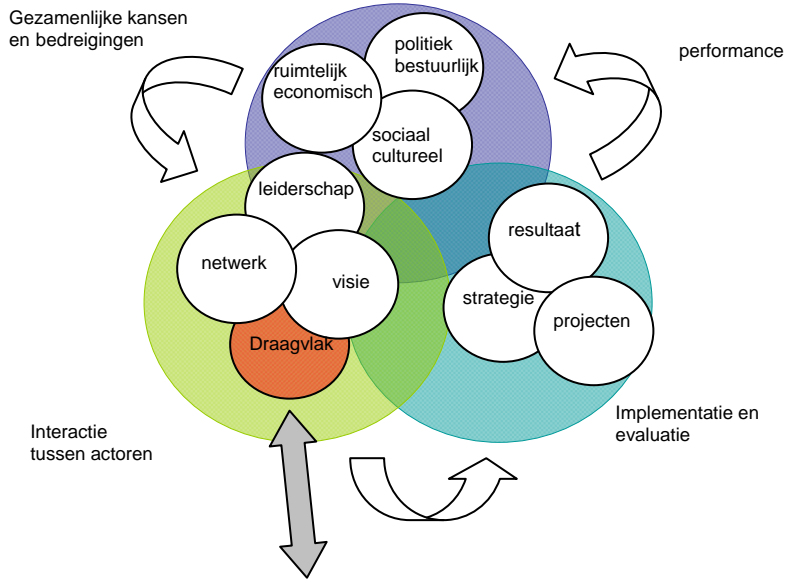 Gezamenlijke kansen
en bedreigingen
politiek
bestuurlijk
performance
ruimtelijk
economisch
sociaal
cultureel
leiderschap
resultaat
netwerk
visie
strategie
projecten
Draagvlak
Interactie
tussen actoren
Implementatie en
evaluatie